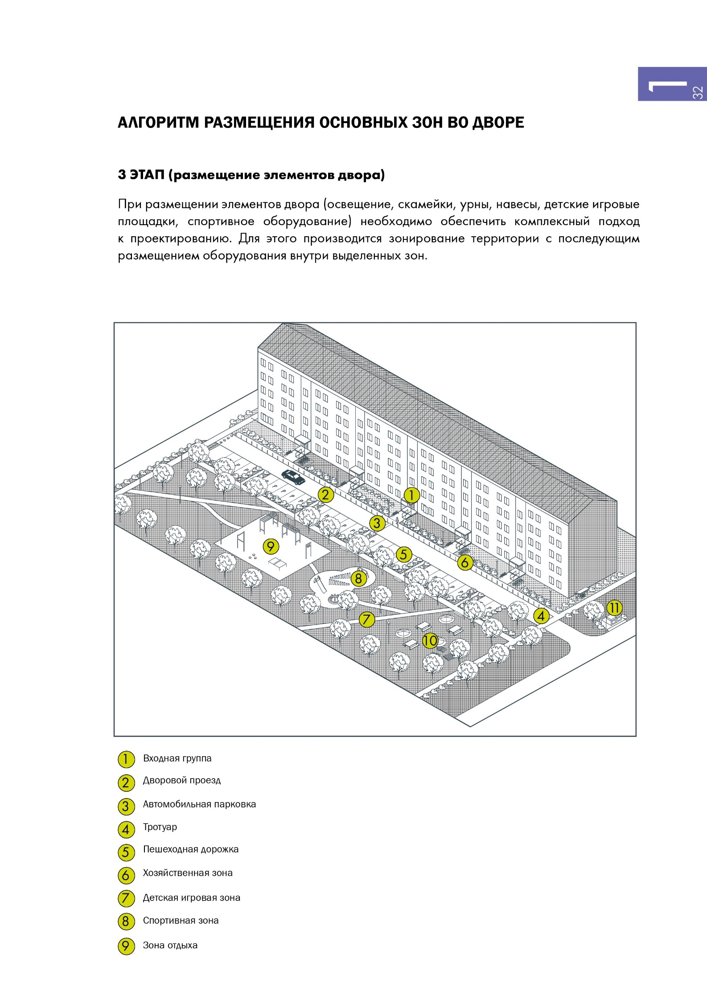 1
32
АЛГОРИТМ РАЗМЕЩЕНИЯ ОСНОВНЫХ ЗОН ВО ДВОРЕ
3 ЭТАП (размещение элементов двора)
При размещении элементов двора (освещение, скамейки, урны, навесы, детские игровые
площадки, спортивное оборудование) необходимо обеспечить комплексный подход
к проектированию. Для этого производится зонирование территории с последующим
размещением оборудования внутри выделенных зон.
1
2
3
5
6
9
8
11
4
7
10
1 Входная группа
2 Дворовой проезд
3 Автомобильная парковка
4 Тротуар
5 Пешеходная дорожка
6 Хозяйственная зона
7 Детская игровая зона
8 Спортивная зона
9 Зона отдыха